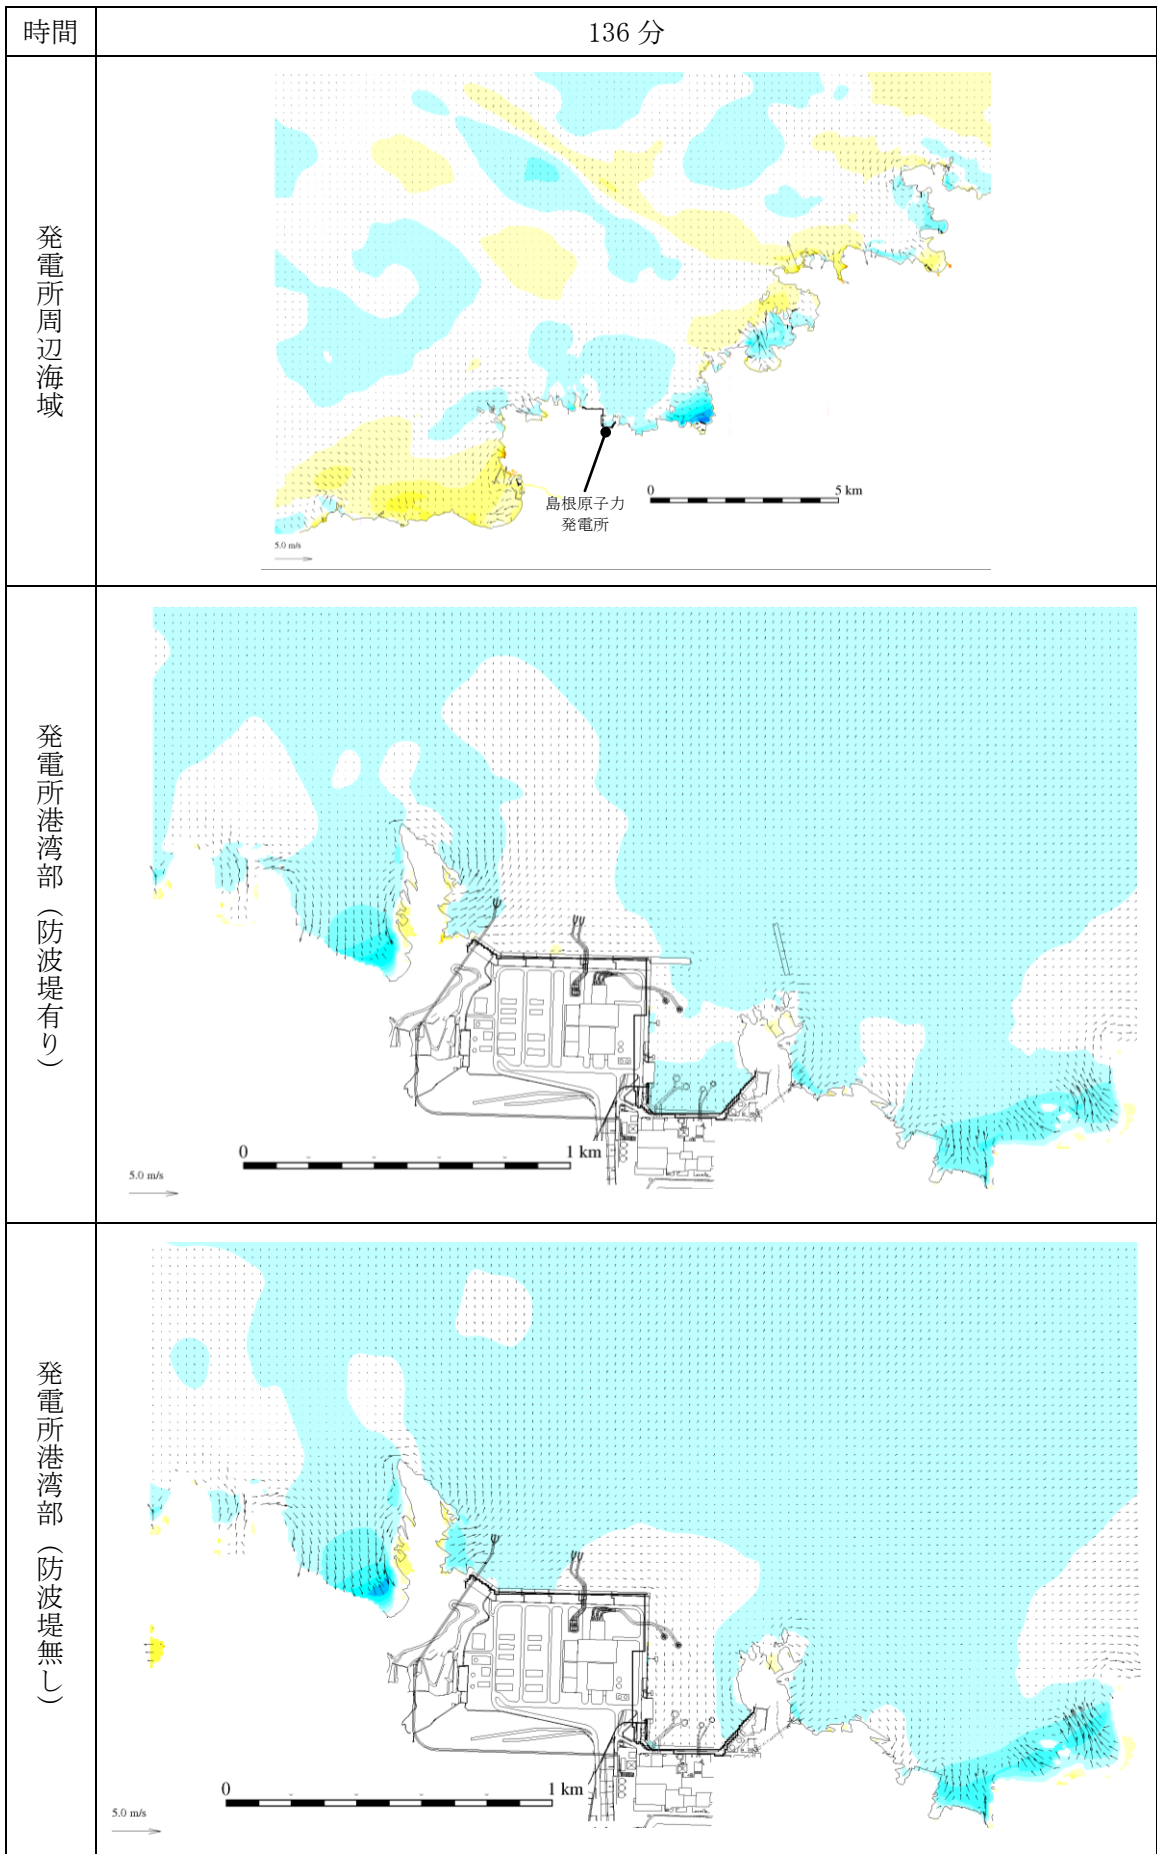 時間
136 分
発電所周辺海域
島根原子力
発電所
0
5 km
5.0 m/s
発電所港湾部（防波堤有り）
0
1 km
5.0 m/s
発電所港湾部（防波堤無し）
0
1 km
5.0 m/s